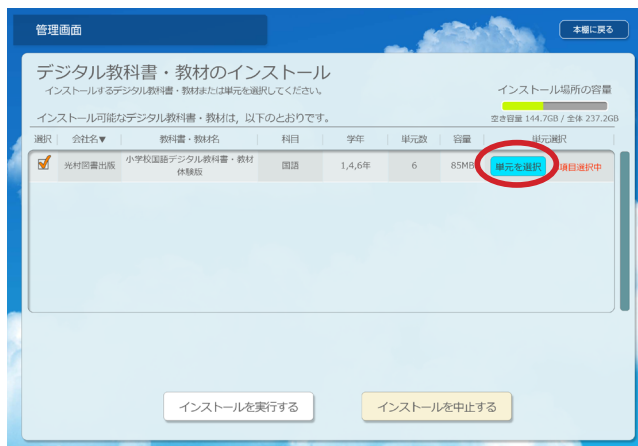 管理画面
本棚に戻る
デジタル教科書・教材のインストール
インストールするデジタル教科書・教材または単元を選択してください。
インストール場所の容量
インストール可能なデジタル教科書・教材は，以下のとおりです。
空き容量 144.7GB / 全体 237.2GB
選択 会社名▼ 教科書・教材名 科目 学年 単元数 容量 単元選択
光村図書出版 小学校国語デジタル教科書・教材 体験版 国語 1,4,6年 6 85MB 単元を選択 項目選択中
インストールを実行する インストールを中止する